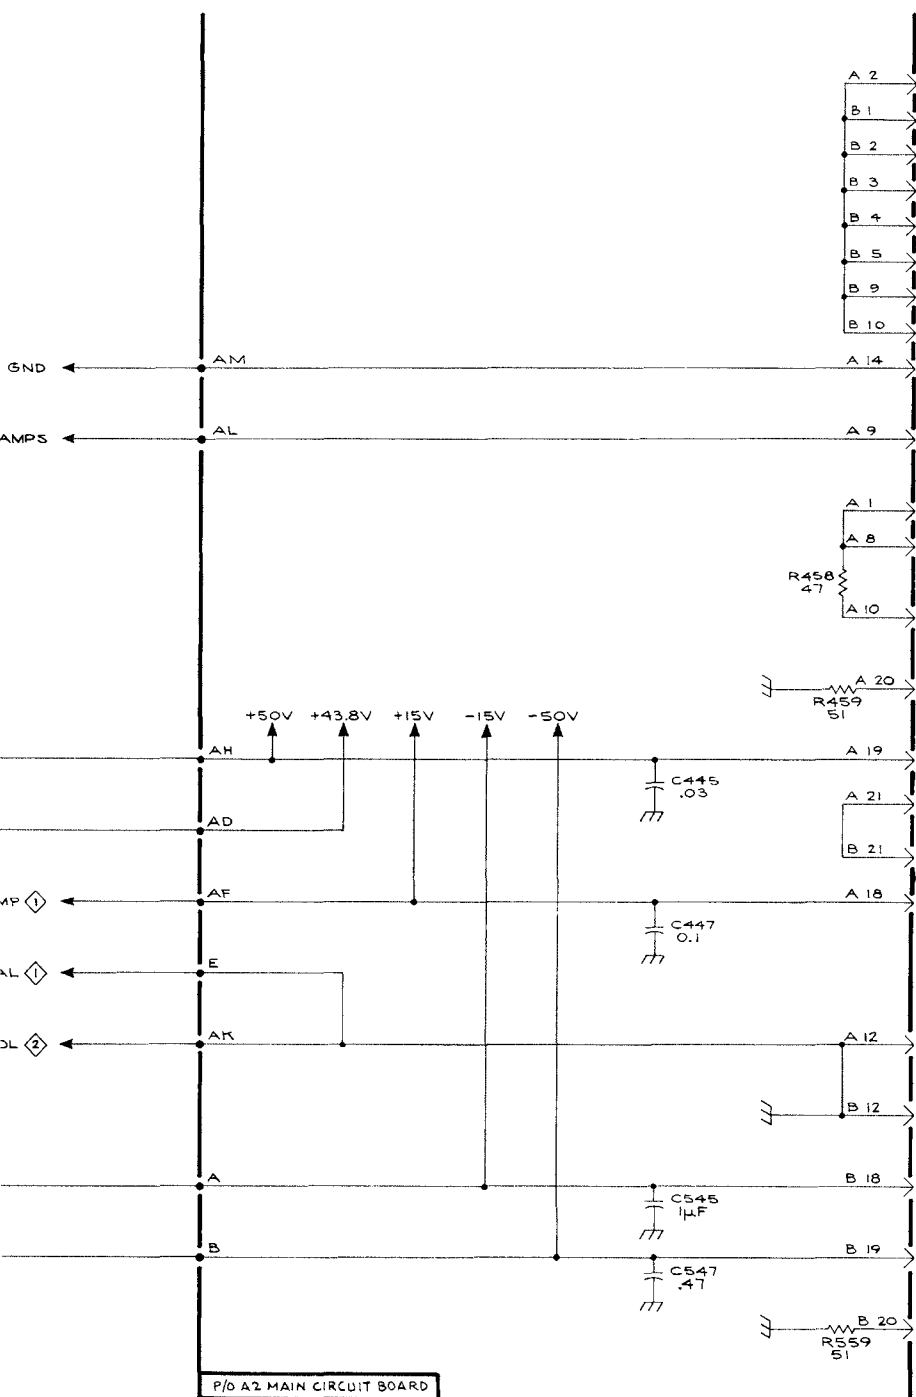 A 2
B 1
B 2
B 3
B 4
B 5
B 9
B 10
GND
AM
A 14
AMPS
AL
A 9
A 1
A 8
R458
47
A 10
A 20
R459
51
+50V +43.8V +15V -15V -50V
AH
A 19
C445
.03
A 21
AD
B 21
MP 1
AF
A 18
C447
0.1
AL 1
E
OL 2
AK
A 12
B 12
A
B 18
C545
1µF
B
B 19
C547
.47
B 20
R559
51
P/O A2 MAIN CIRCUIT BOARD